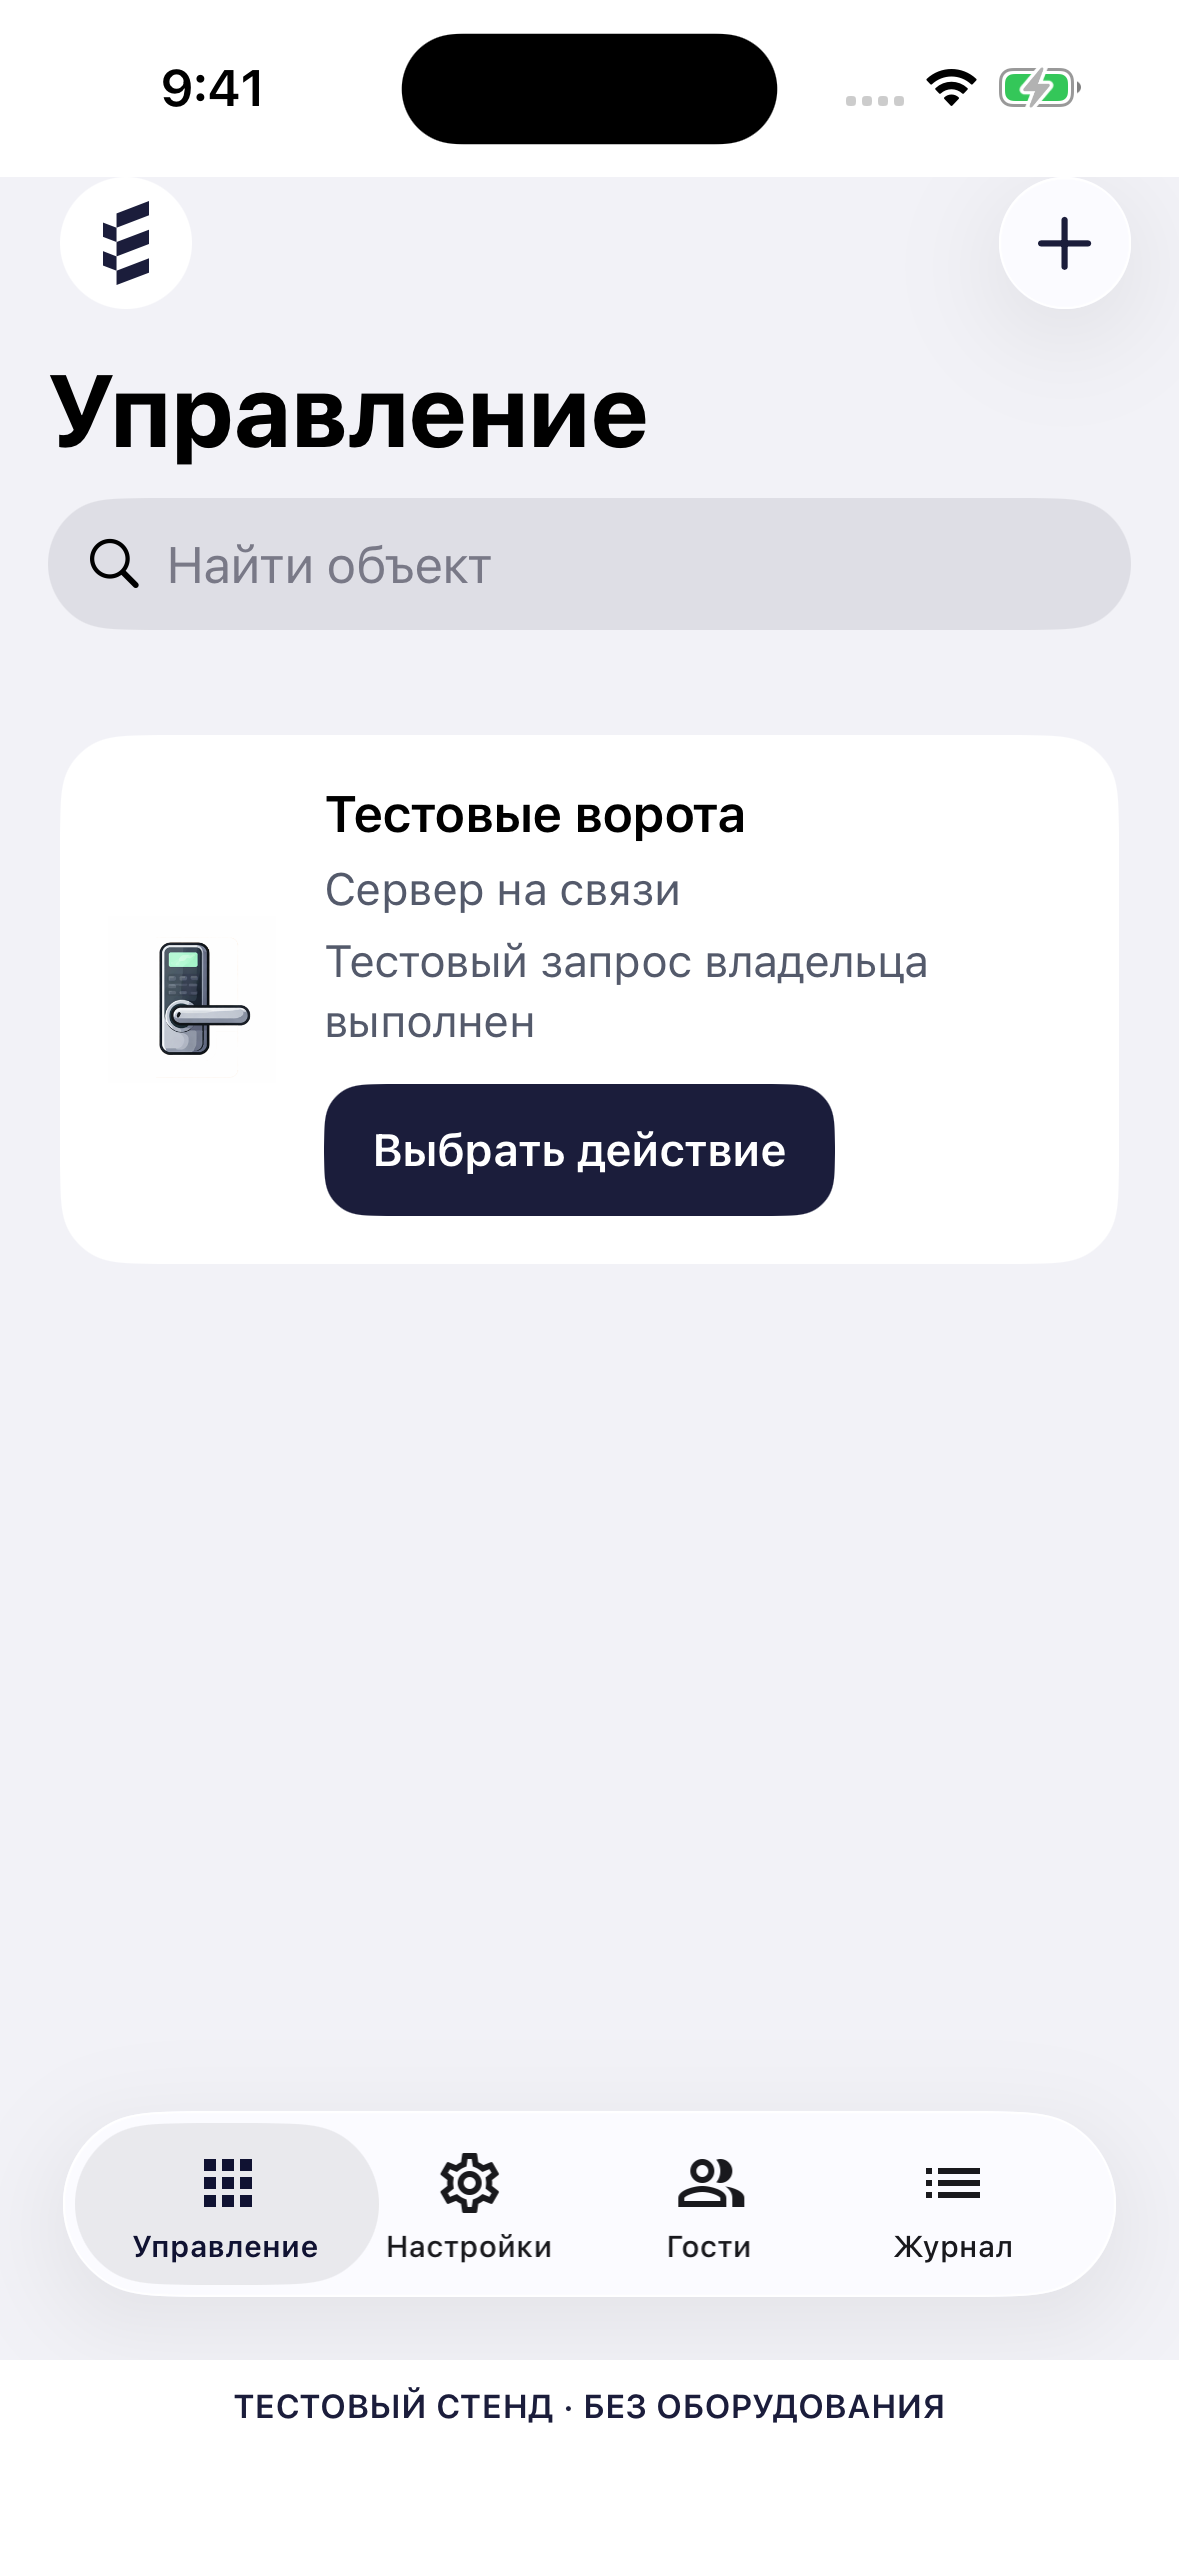 9:41
Управление
Найти объект
Тестовые ворота
Сервер на связи
Тестовый запрос владельца
выполнен
Выбрать действие
Управление
Настройки
Гости
Журнал
ТЕСТОВЫЙ СТЕНД · БЕЗ ОБОРУДОВАНИЯ